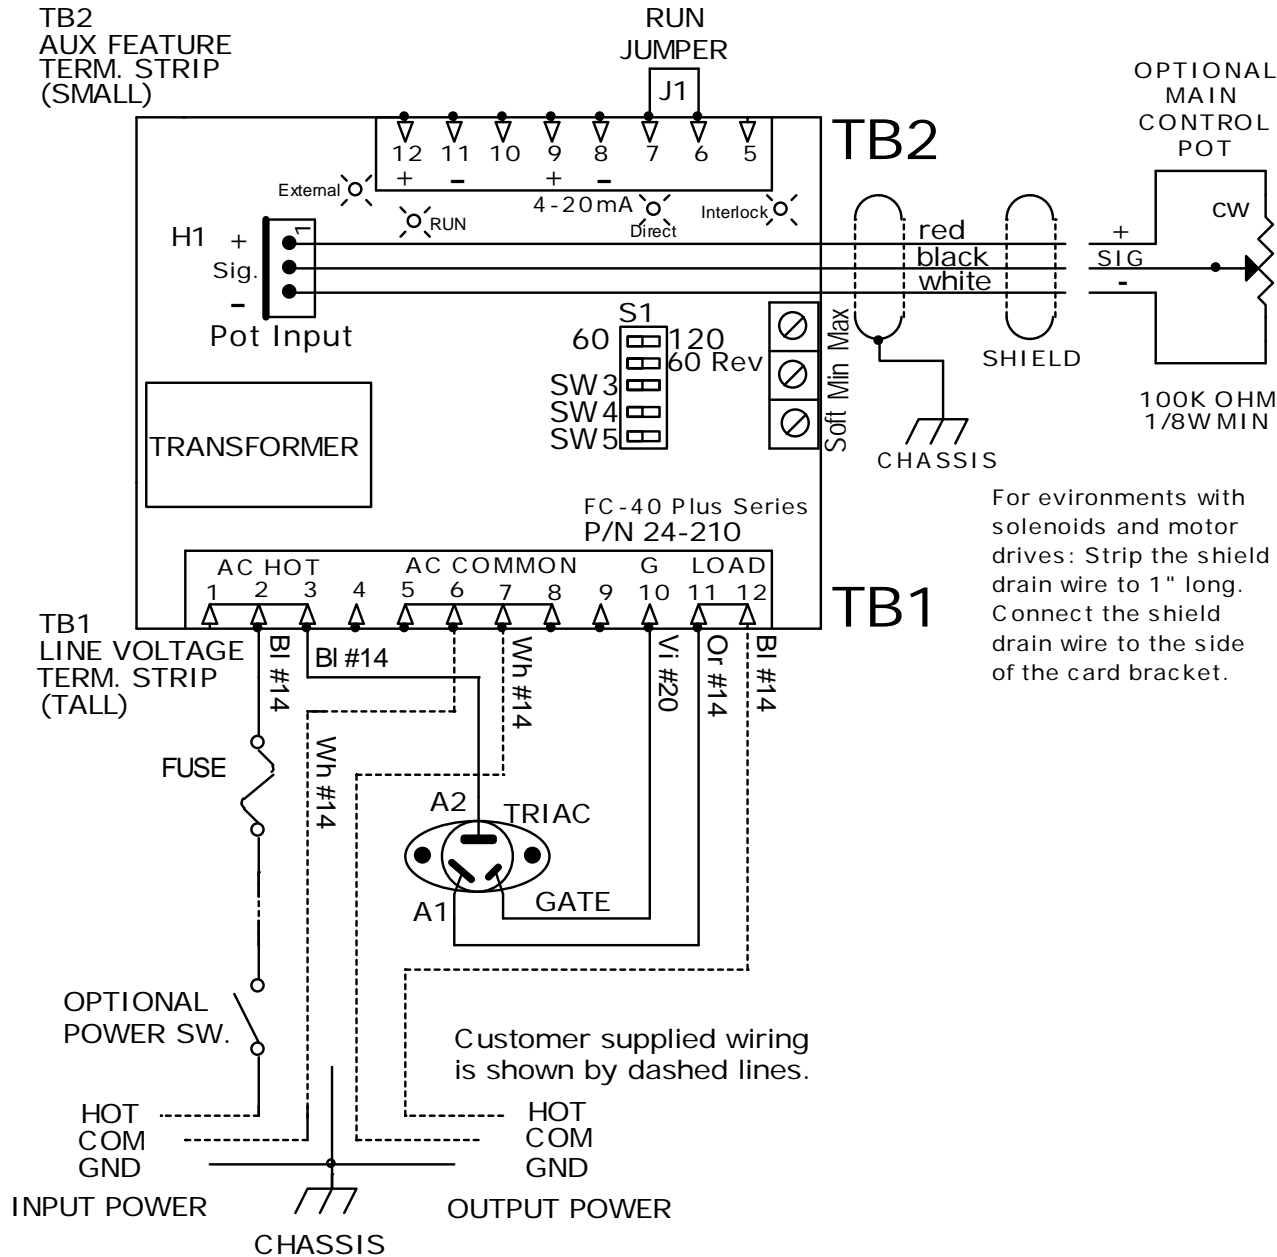 TB2
AUX FEATURE
TERM. STRIP
(SMALL)
RUN
JUMPER
J1
OPTIONAL
MAIN
CONTROL
POT
12 11 10 9 8 7 6 5
+ - + -
4-20mA
TB2
External
RUN
Direct
Interlock
H1
+
Sig.
-
1
Pot Input
red
black
white
+
SIG
-
CW
SHIELD
CHASSIS
100K OHM
1/8W MIN
S1
60 120
60 Rev
SW3
SW4
SW5
Max
Min
Soft
TRANSFORMER
FC-40 Plus Series
P/N 24-210
For evironments with
solenoids and motor
drives: Strip the shield
drain wire to 1" long.
Connect the shield
drain wire to the side
of the card bracket.
AC HOT AC COMMON G LOAD
1 2 3 4 5 6 7 8 9 10 11 12
TB1
TB1
LINE VOLTAGE
TERM. STRIP
(TALL)
Bl #14
Bl #14
Wh #14
Wh #14
Vi #20
Or #14
Bl #14
FUSE
A2
TRIAC
A1
GATE
OPTIONAL
POWER SW.
Customer supplied wiring
is shown by dashed lines.
HOT
COM
GND
INPUT POWER
CHASSIS
HOT
COM
GND
OUTPUT POWER